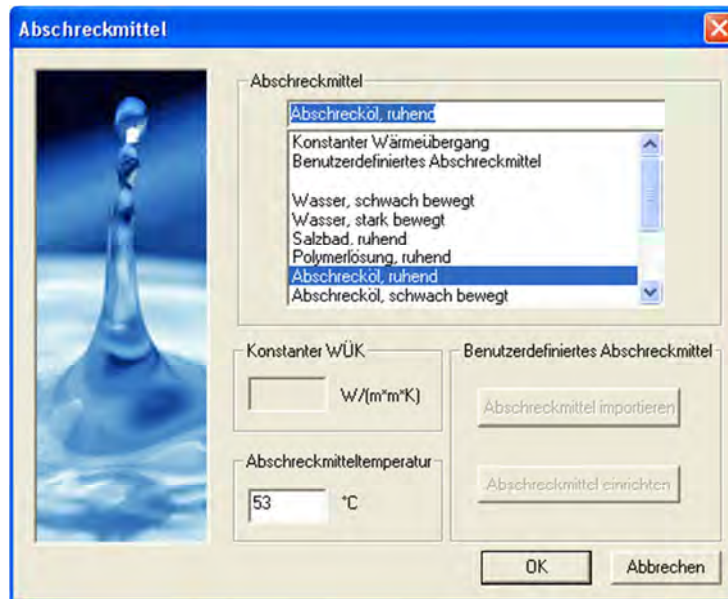 Abschreckmittel
Abschreckmittel
Abschrecköl, ruhend
Konstanter Wärmeübergang
Benutzerdefiniertes Abschreckmittel
Wasser, schwach bewegt
Wasser, stark bewegt
Salzbad, ruhend
Polymerlösung, ruhend
Abschrecköl, ruhend
Abschrecköl, schwach bewegt
Konstanter WÜK
W/(m*m*K)
Benutzerdefiniertes Abschreckmittel
Abschreckmittel importieren
Abschreckmitteltemperatur
53 °C
Abschreckmittel einrichten
OK Abbrechen